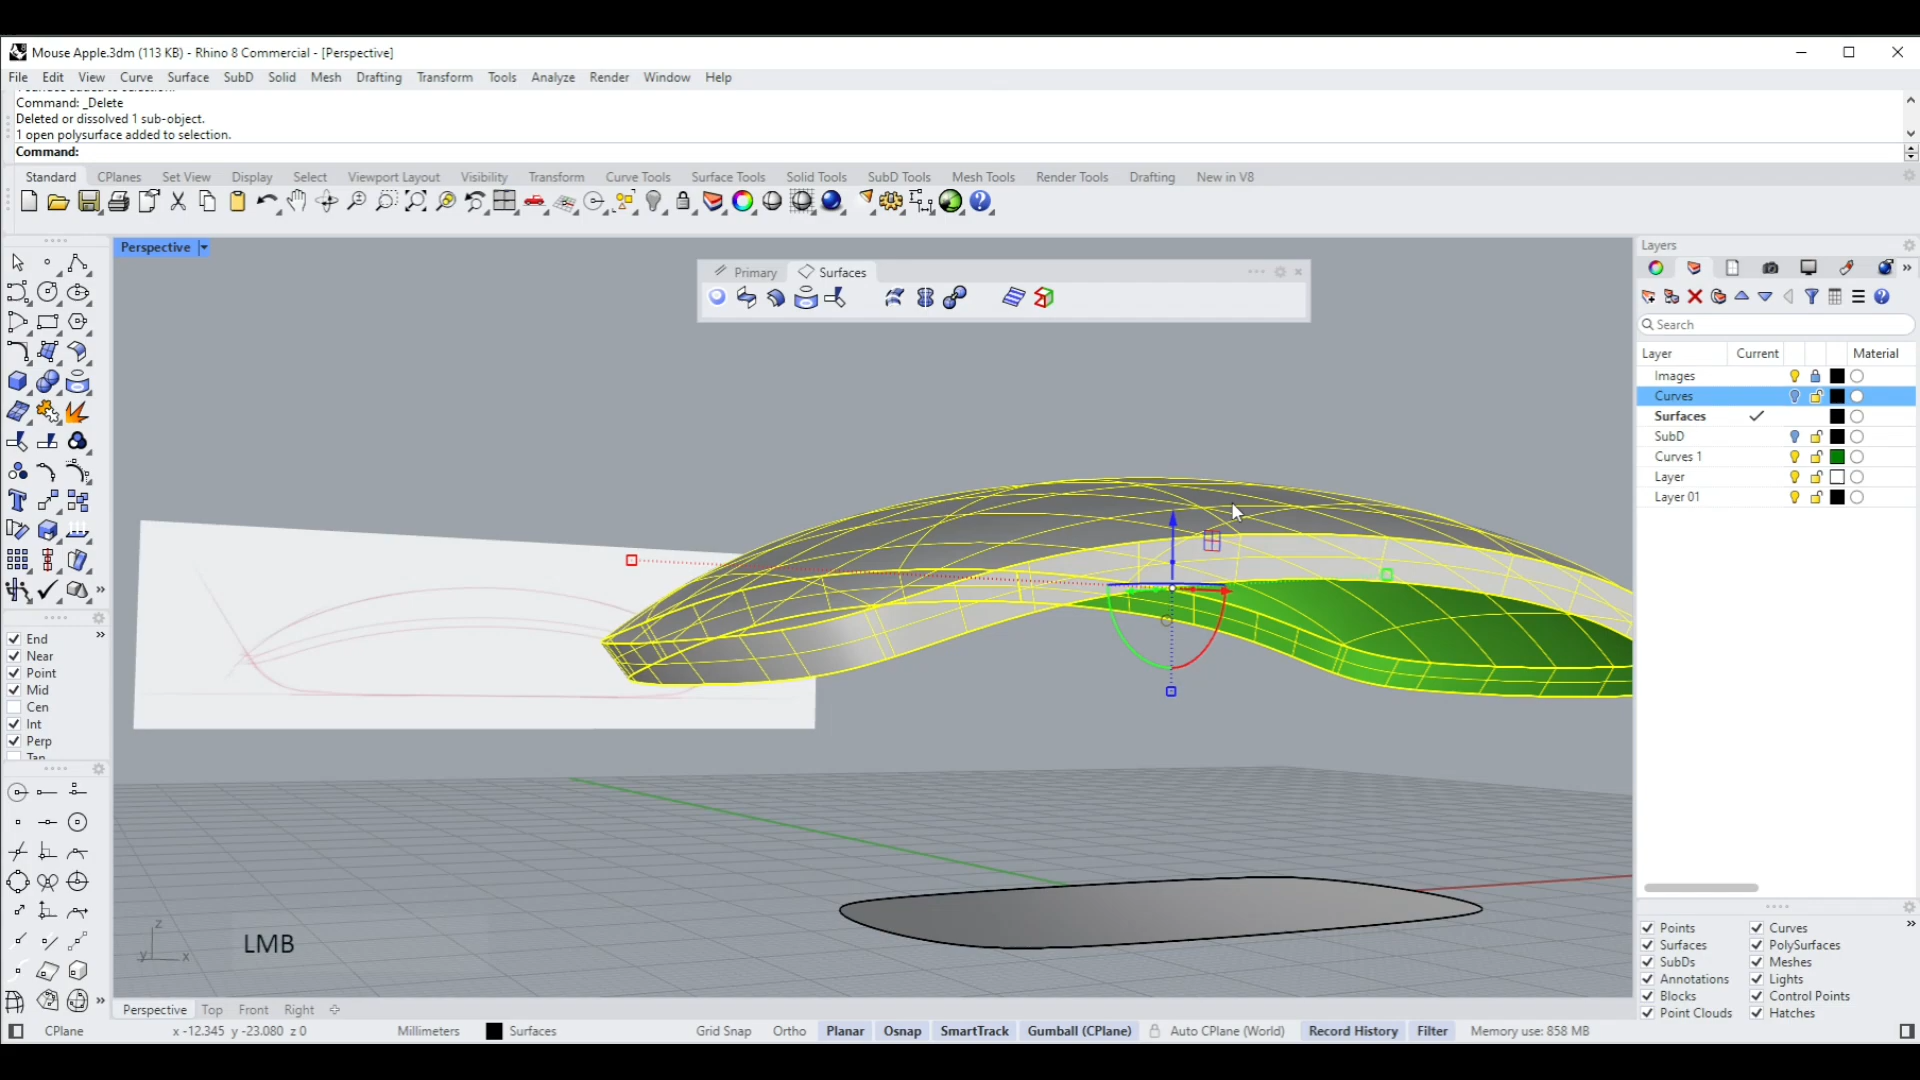 Mouse Apple.3dm (113 KB) - Rhino 8 Commercial - [Perspective]
File Edit View Curve Surface SubD Solid Mesh Drafting Transform Tools Analyze Render Window Help
Command: _Delete
Deleted or dissolved 1 sub-object.
1 open polysurface added to selection.
Command:
Standard CPlanes Set View Display Select Viewport Layout Visibility Transform Curve Tools Surface Tools Solid Tools SubD Tools Mesh Tools Render Tools Drafting New in V8
Perspective
Primary Surfaces
Layers
Search
Layer Current Material
Images
Curves
Surfaces
SubD
Curves 1
Layer
Layer 01
End
Near
Point
Mid
Cen
Int
Perp
Tan
z
y x
LMB
Points Curves
Surfaces PolySurfaces
SubDs Meshes
Annotations Lights
Blocks Control Points
Point Clouds Hatches
Perspective Top Front Right
CPlane x -12.345 y -23.080 z 0 Millimeters Surfaces Grid Snap Ortho Planar Osnap SmartTrack Gumball (CPlane) Auto CPlane (World) Record History Filter Memory use: 858 MB